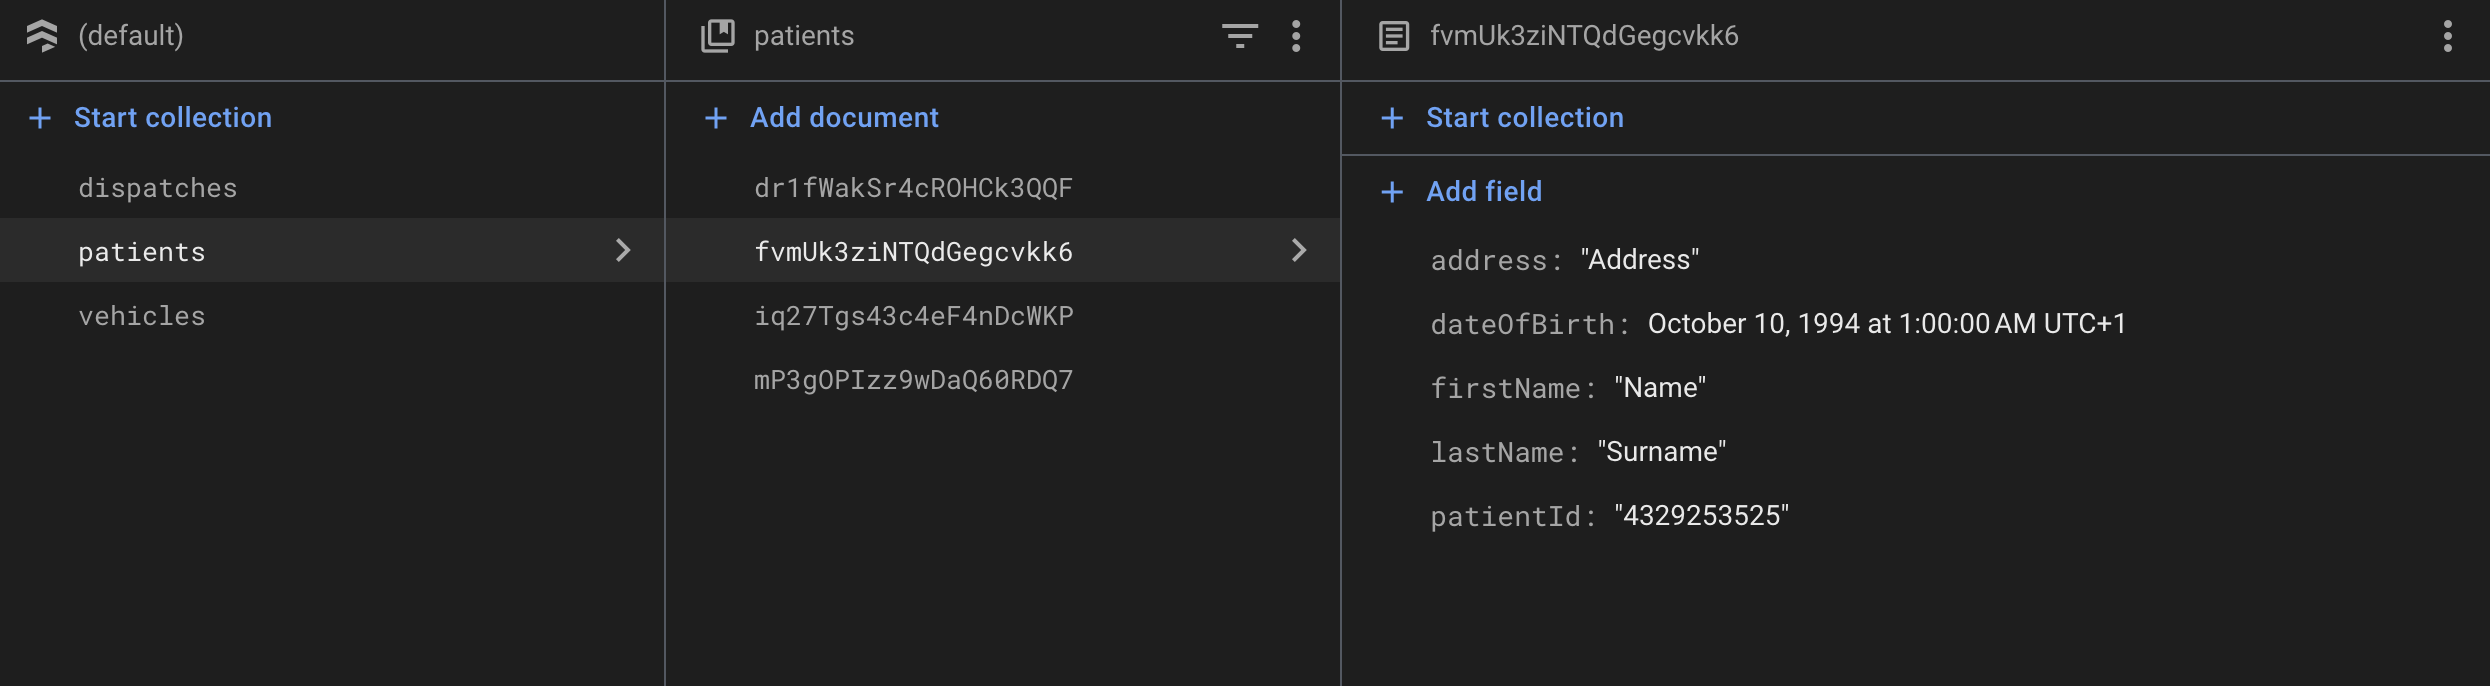 (default)
Start collection
dispatches
patients
vehicles
patients
Add document
dr1fWakSr4cROHCk3QQF
fvmUk3ziNTQdGegcvkk6
iq27Tgs43c4eF4nDcWKP
mP3gOPIzz9wDaQ60RDQ7
fvmUk3ziNTQdGegcvkk6
Start collection
Add field
address: "Address"
dateOfBirth: October 10, 1994 at 1:00:00 AM UTC+1
firstName: "Name"
lastName: "Surname"
patientId: "4329253525"